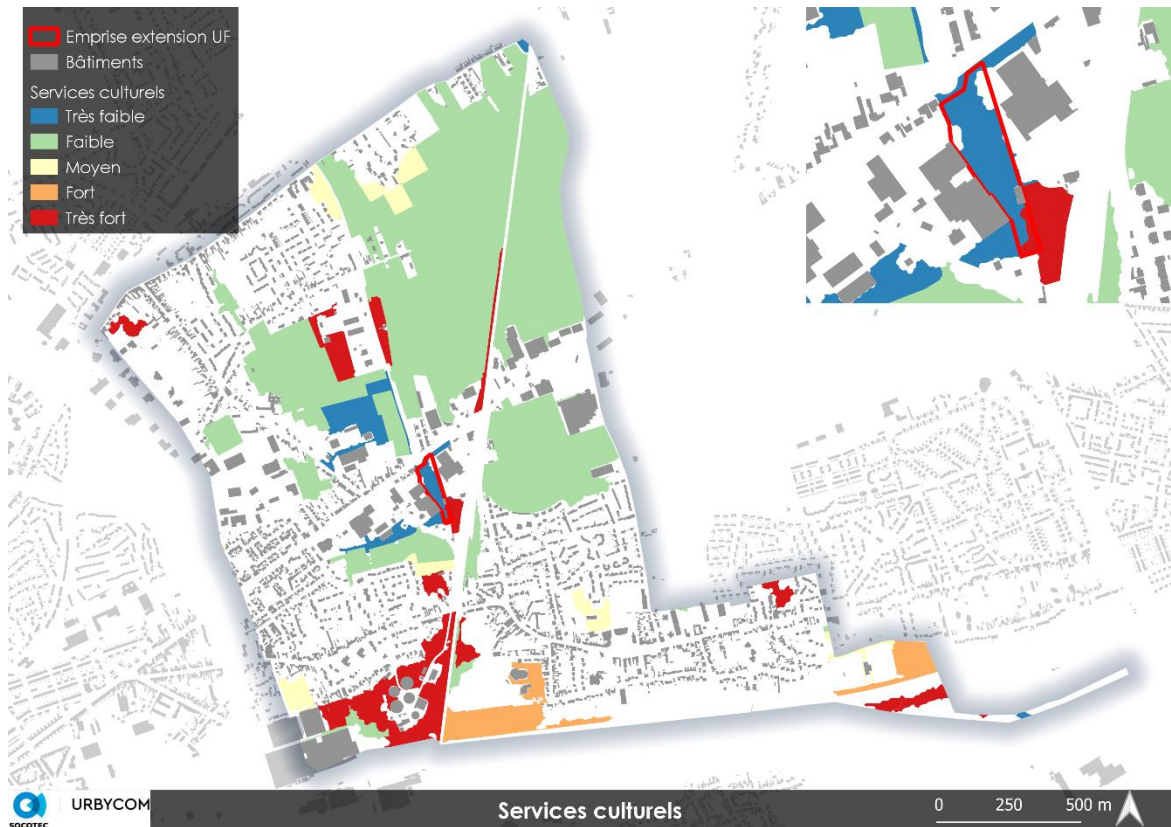 Emprise extension UF
Bâtiments
Services culturels
Très faible
Faible
Moyen
Fort
Très fort
SOCOTEC
URBYCOM
Services culturels
0 250 500 m